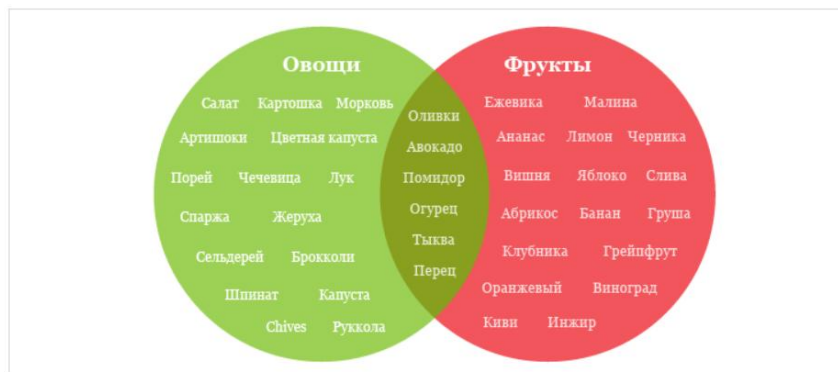 Овощи
Салат Картошка Морковь
Артишоки Цветная капуста
Порей Чечевица Лук
Спаржа Жеруха
Сельдерей Брокколи
Шпинат Капуста
Chives Руккола
Оливки
Авокадо
Помидор
Огурец
Тыква
Перец
Фрукты
Ежевика Малина
Ананас Лимон Черника
Вишня Яблоко Слива
Абрикос Банан Груша
Клубника Грейпфрут
Оранжевый Виноград
Киви Инжир